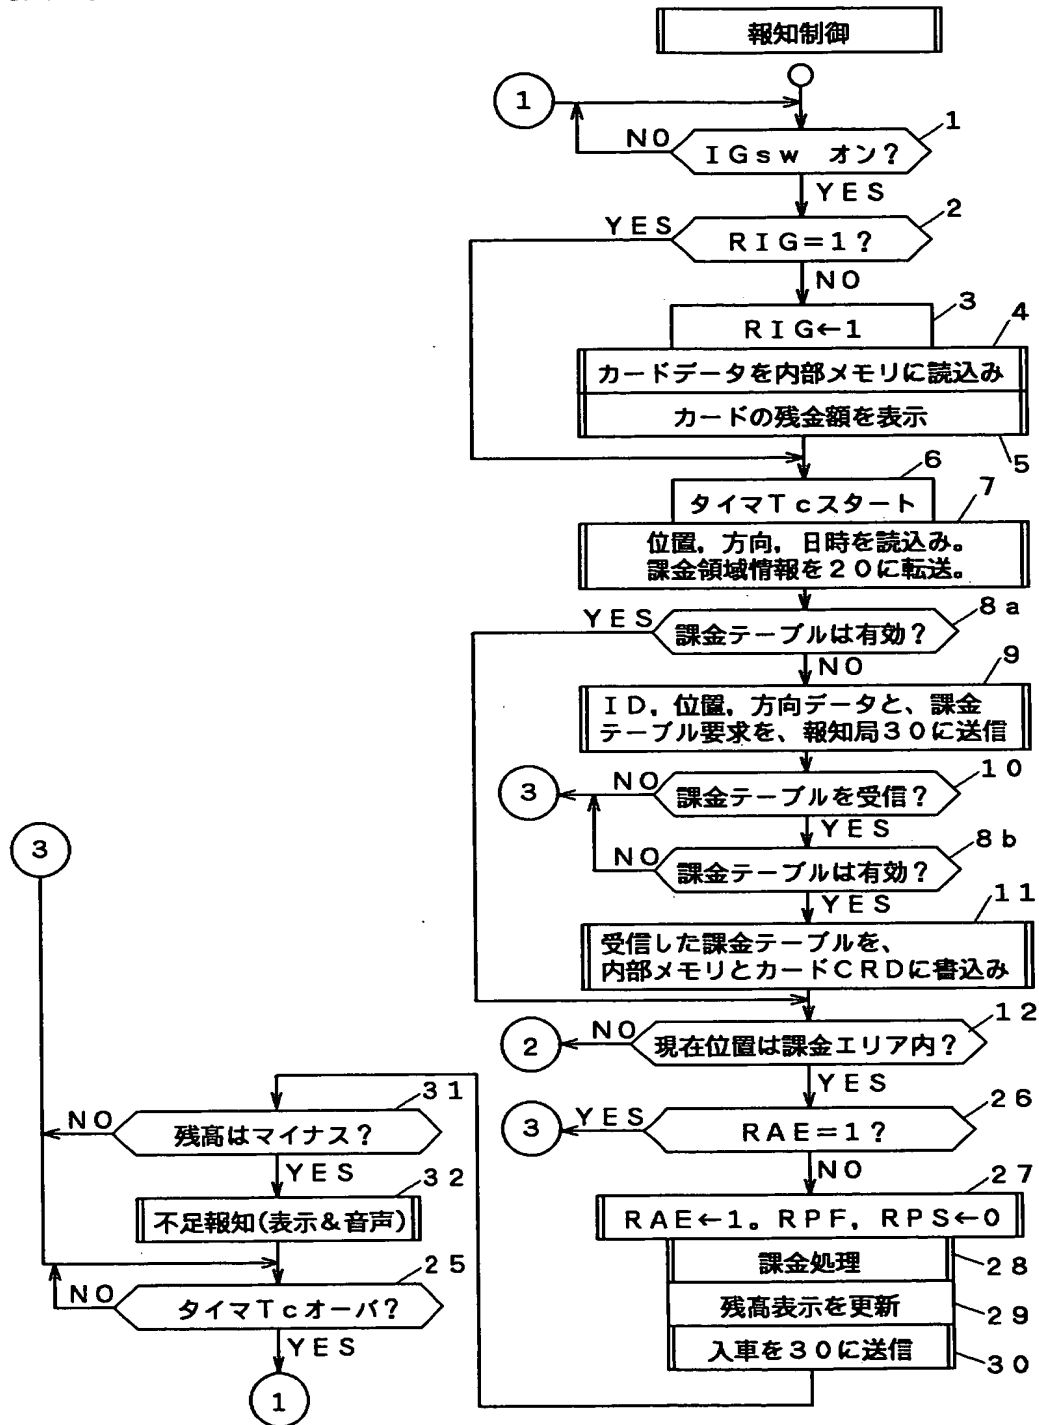 報知制御
1
1
NO
IGsw オン?
YES
2
YES
RIG=1?
NO
3
RIG←1
4
カードデータを内部メモリに読込み
カードの残金額を表示
5
6
タイマTcスタート
7
位置,方向,日時を読込み。
課金領域情報を20に転送。
8a
YES
課金テーブルは有効?
NO
9
ID,位置,方向データと、課金
テーブル要求を、報知局30に送信
10
3
NO
課金テーブルを受信?
YES
8b
NO
課金テーブルは有効?
YES
11
受信した課金テーブルを、
内部メモリとカードCRDに書込み
12
2
NO
現在位置は課金エリア内?
YES
26
3
YES
RAE=1?
NO
27
RAE←1。RPF,RPS←0
課金処理
28
残高表示を更新
29
入車を30に送信
30
3
31
NO
残高はマイナス?
YES
32
不足報知(表示&音声)
25
NO
タイマTcオーバ?
YES
1